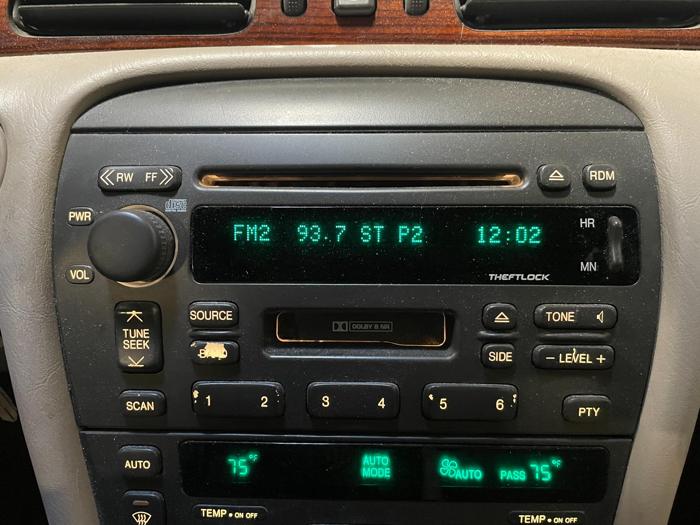 RW FF
RDM
PWR
FM2 93.7 ST P2 12:02
HR
MN
THEFTLOCK
VOL
SOURCE
TUNE
SEEK
DOLBY B NR
TONE
SIDE
- LEVEL +
SCAN
1 2 3 4 5 6
PTY
AUTO
75°F
AUTO
MODE
AUTO
PASS 75°F
TEMP • ON OFF
TEMP • ON OFF